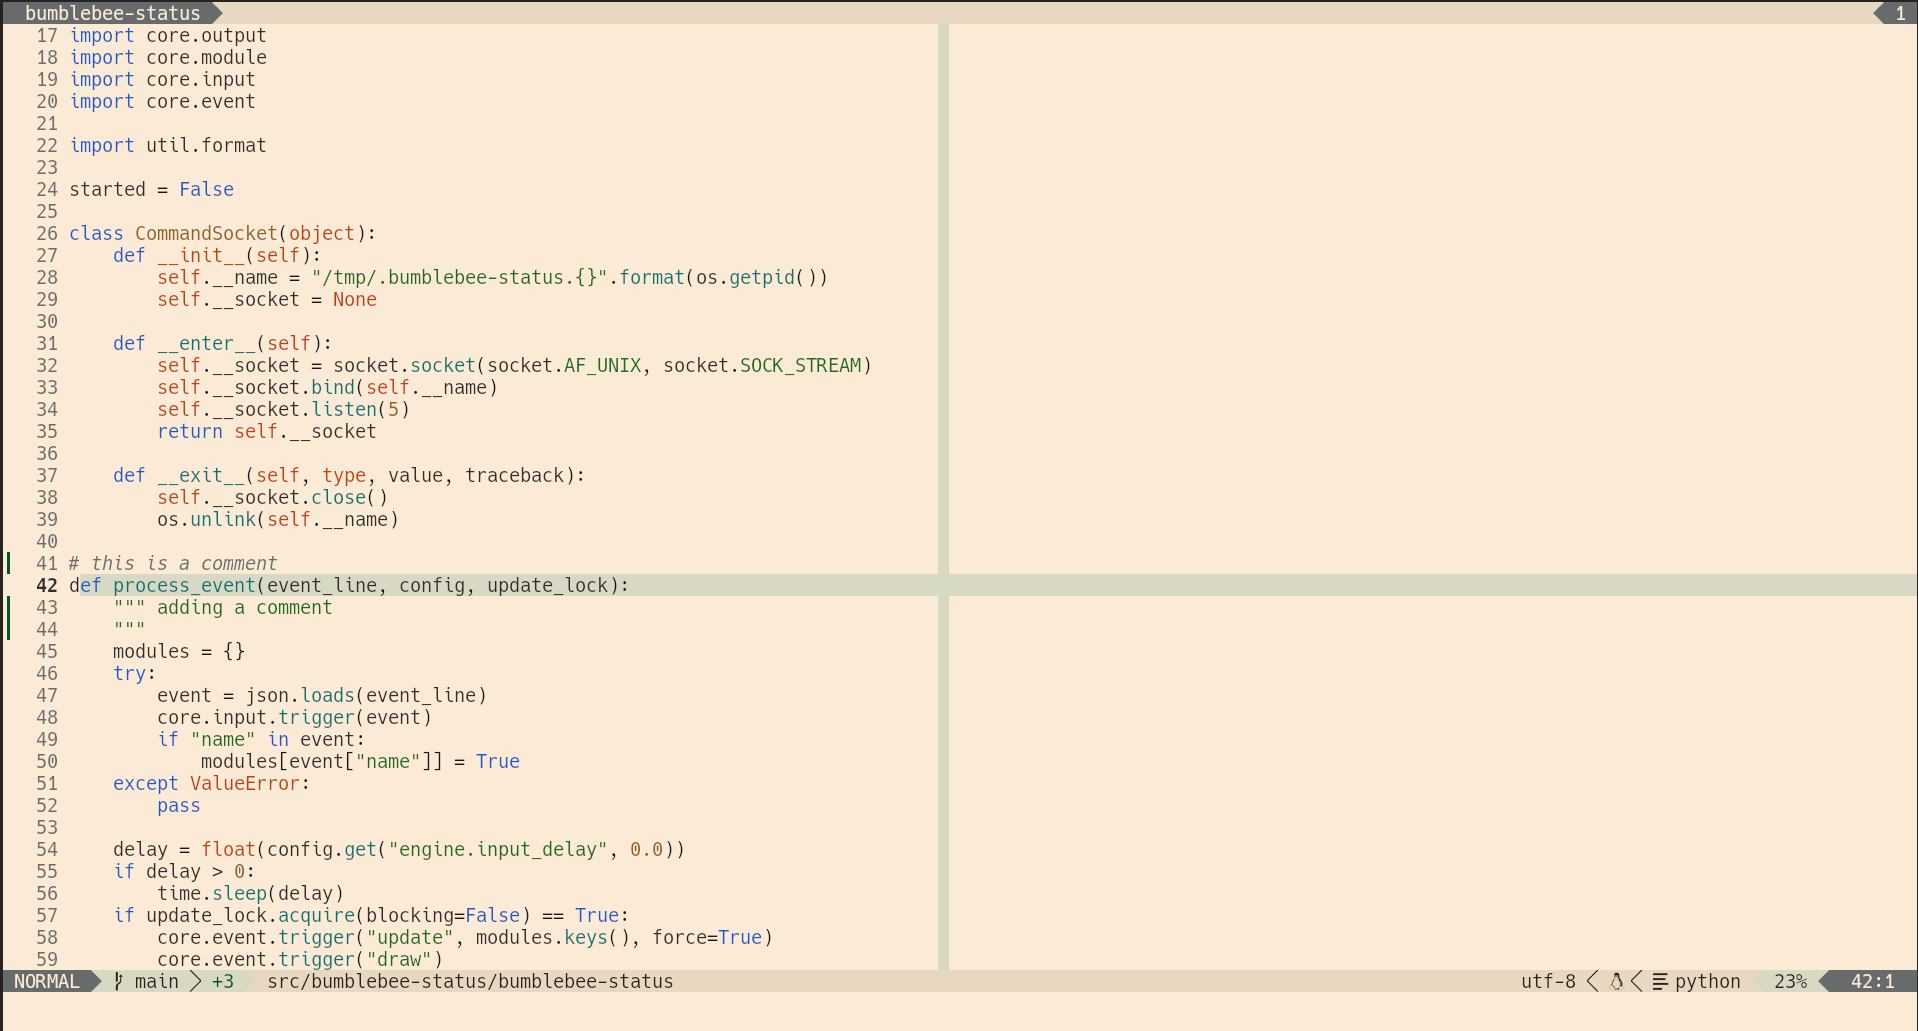 bumblebee-status 1
17 import core.output
18 import core.module
19 import core.input
20 import core.event
21
22 import util.format
23
24 started = False
25
26 class CommandSocket(object):
27     def __init__(self):
28         self.__name = "/tmp/.bumblebee-status.{}".format(os.getpid())
29         self.__socket = None
30
31     def __enter__(self):
32         self.__socket = socket.socket(socket.AF_UNIX, socket.SOCK_STREAM)
33         self.__socket.bind(self.__name)
34         self.__socket.listen(5)
35         return self.__socket
36
37     def __exit__(self, type, value, traceback):
38         self.__socket.close()
39         os.unlink(self.__name)
40
41 # this is a comment
42 def process_event(event_line, config, update_lock):
43     """ adding a comment
44     """
45     modules = {}
46     try:
47         event = json.loads(event_line)
48         core.input.trigger(event)
49         if "name" in event:
50             modules[event["name"]] = True
51     except ValueError:
52         pass
53
54     delay = float(config.get("engine.input_delay", 0.0))
55     if delay > 0:
56         time.sleep(delay)
57     if update_lock.acquire(blocking=False) == True:
58         core.event.trigger("update", modules.keys(), force=True)
59         core.event.trigger("draw")
NORMAL main +3 src/bumblebee-status/bumblebee-status utf-8 python 23% 42:1